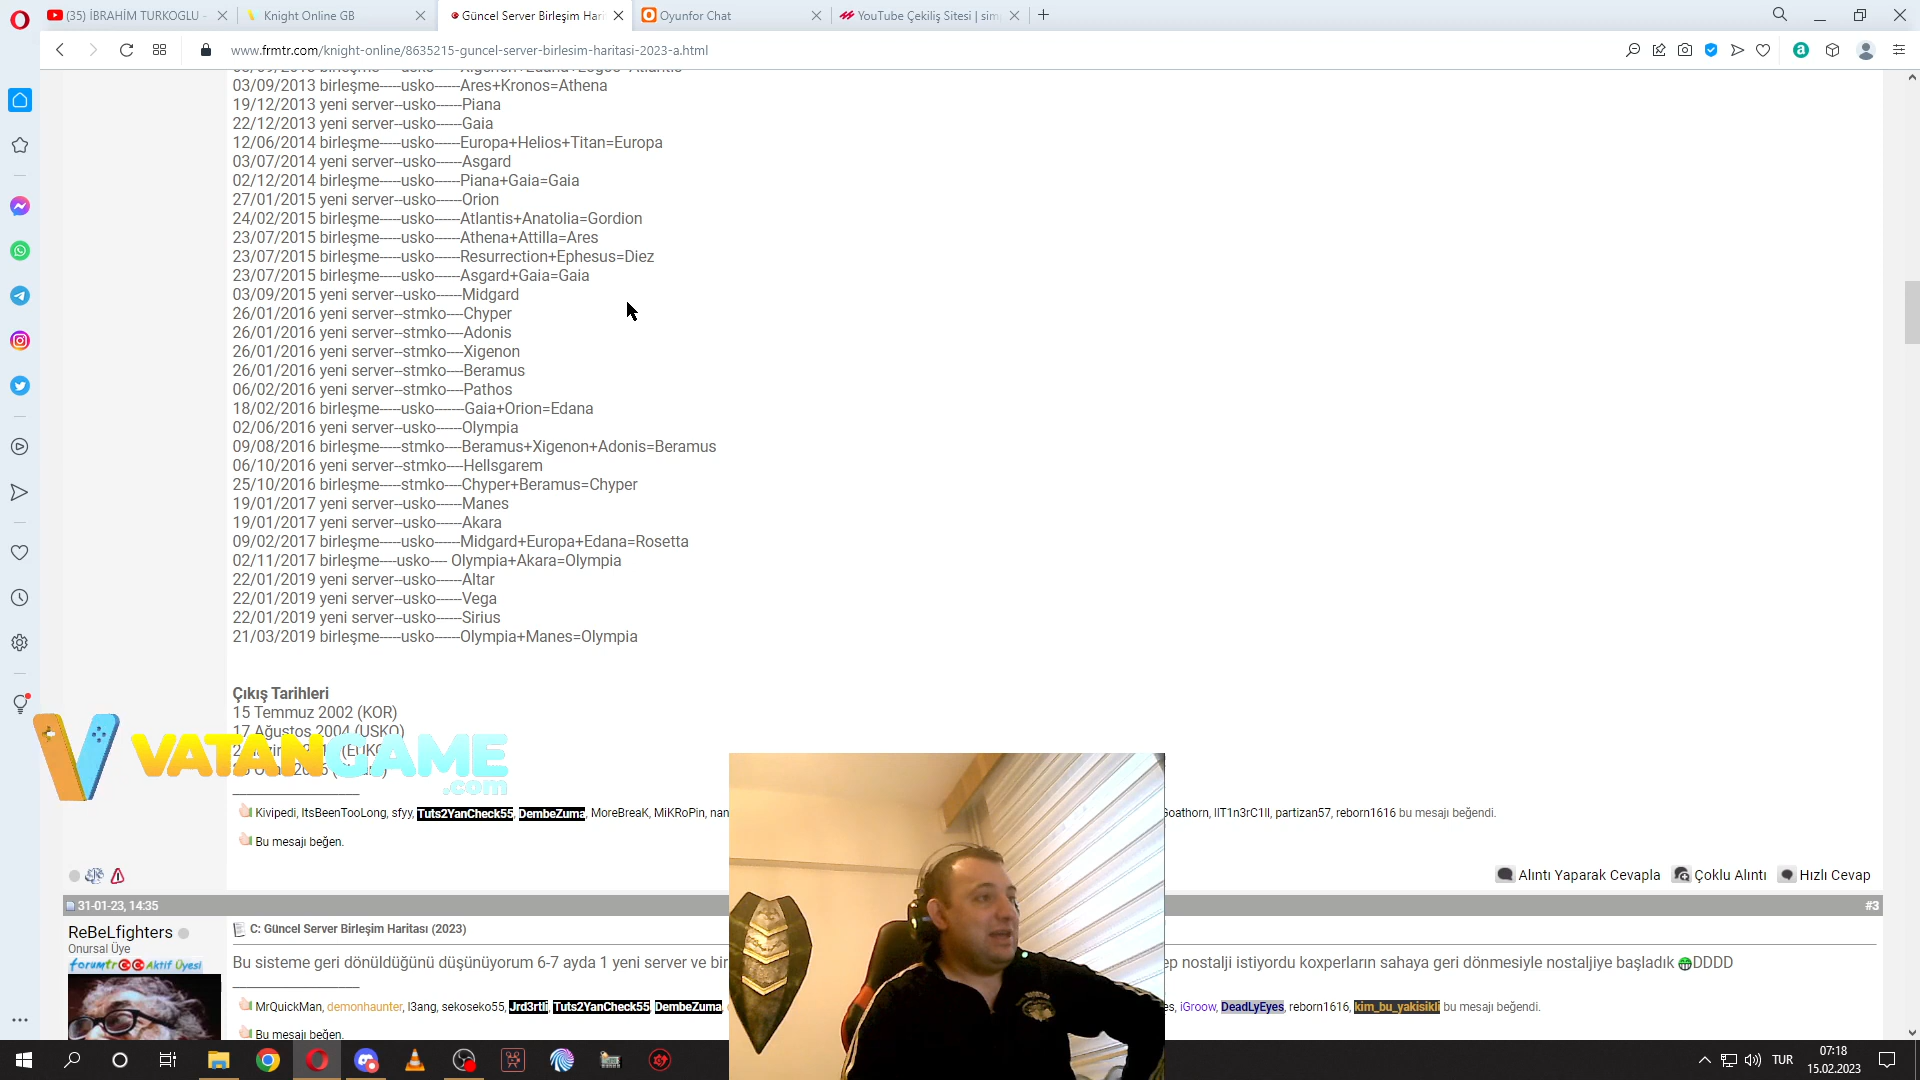 (35) İBRAHİM TURKOGLU -
Knight Online GB
Güncel Server Birleşim Hari
Oyunfor Chat
YouTube Çekiliş Sitesi | sim
www.frmtr.com/knight-online/8635215-guncel-server-birlesim-haritasi-2023-a.html
03/09/2013 birleşme-----usko------Ares+Kronos=Athena
19/12/2013 yeni server--usko------Piana
22/12/2013 yeni server--usko------Gaia
12/06/2014 birleşme-----usko------Europa+Helios+Titan=Europa
03/07/2014 yeni server--usko------Asgard
02/12/2014 birleşme-----usko------Piana+Gaia=Gaia
27/01/2015 yeni server--usko------Orion
24/02/2015 birleşme-----usko------Atlantis+Anatolia=Gordion
23/07/2015 birleşme-----usko------Athena+Attilla=Ares
23/07/2015 birleşme-----usko------Resurrection+Ephesus=Diez
23/07/2015 birleşme-----usko------Asgard+Gaia=Gaia
03/09/2015 yeni server--usko------Midgard
26/01/2016 yeni server--stmko----Chyper
26/01/2016 yeni server--stmko----Adonis
26/01/2016 yeni server--stmko----Xigenon
26/01/2016 yeni server--stmko----Beramus
06/02/2016 yeni server--stmko----Pathos
18/02/2016 birleşme-----usko-------Gaia+Orion=Edana
02/06/2016 yeni server--usko------Olympia
09/08/2016 birleşme-----stmko----Beramus+Xigenon+Adonis=Beramus
06/10/2016 yeni server--stmko----Hellsgarem
25/10/2016 birleşme-----stmko----Chyper+Beramus=Chyper
19/01/2017 yeni server--usko------Manes
19/01/2017 yeni server--usko------Akara
09/02/2017 birleşme-----usko------Midgard+Europa+Edana=Rosetta
02/11/2017 birleşme----usko---- Olympia+Akara=Olympia
22/01/2019 yeni server--usko------Altar
22/01/2019 yeni server--usko------Vega
22/01/2019 yeni server--usko------Sirius
21/03/2019 birleşme-----usko------Olympia+Manes=Olympia
Çıkış Tarihleri
15 Temmuz 2002 (KOR)
17 Ağustos 2004 (USKO)
VATANGAME
.com
Kivipedi, ItsBeenTooLong, sfyy, Tuts2YanCheck55, DembeZuma, MoreBreaK, MiKRoPin, nan
oathorn, IIT1n3rC1II, partizan57, reborn1616 bu mesajı beğendi.
Bu mesajı beğen.
Alıntı Yaparak Cevapla Çoklu Alıntı Hızlı Cevap
31-01-23, 14:35
#3
ReBeLfighters
Onursal Üye
forumtr Aktif Üyesi
C: Güncel Server Birleşim Haritası (2023)
Bu sisteme geri dönüldüğünü düşünüyorum 6-7 ayda 1 yeni server ve bir
ep nostalji istiyordu koxperların sahaya geri dönmesiyle nostaljiye başladık DDDD
MrQuickMan, demonhaunter, l3ang, sekoseko55, Jrd3rtli, Tuts2YanCheck55, DembeZuma,
es, iGroow, DeadLyEyes, reborn1616, kim_bu_yakisikli bu mesajı beğendi.
Bu mesajı beğen.
TUR
07:18
15.02.2023